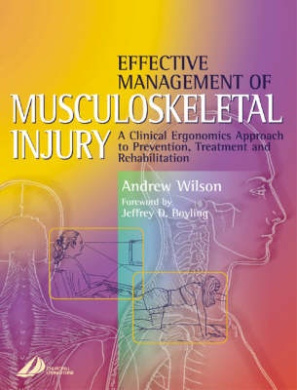 EFFECTIVE
MANAGEMENT OF
MUSCULOSKELETAL
INJURY
A Clinical Ergonomics Approach
to Prevention, Treatment and
Rehabilitation
Andrew Wilson
Foreword by
Jeffrey D. Boyling